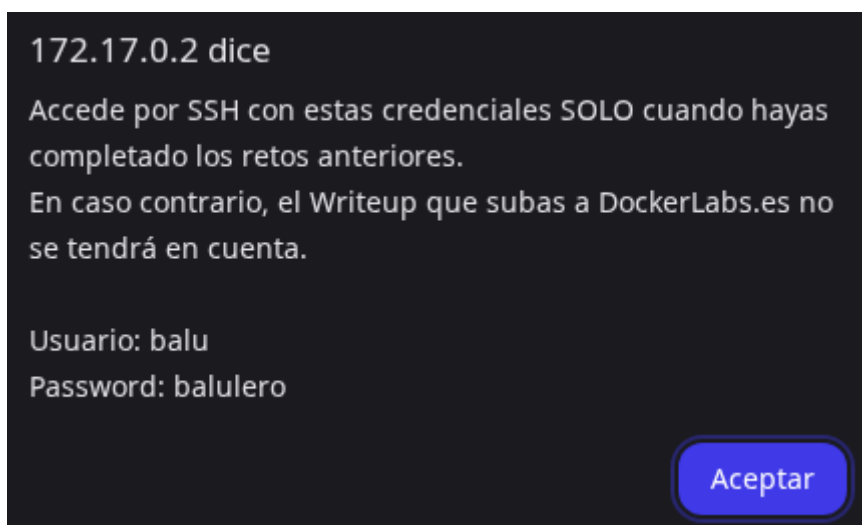 172.17.0.2 dice
Accede por SSH con estas credenciales SOLO cuando hayas
completado los retos anteriores.
En caso contrario, el Writeup que subas a DockerLabs.es no
se tendrá en cuenta.
Usuario: balu
Password: balulero
Aceptar